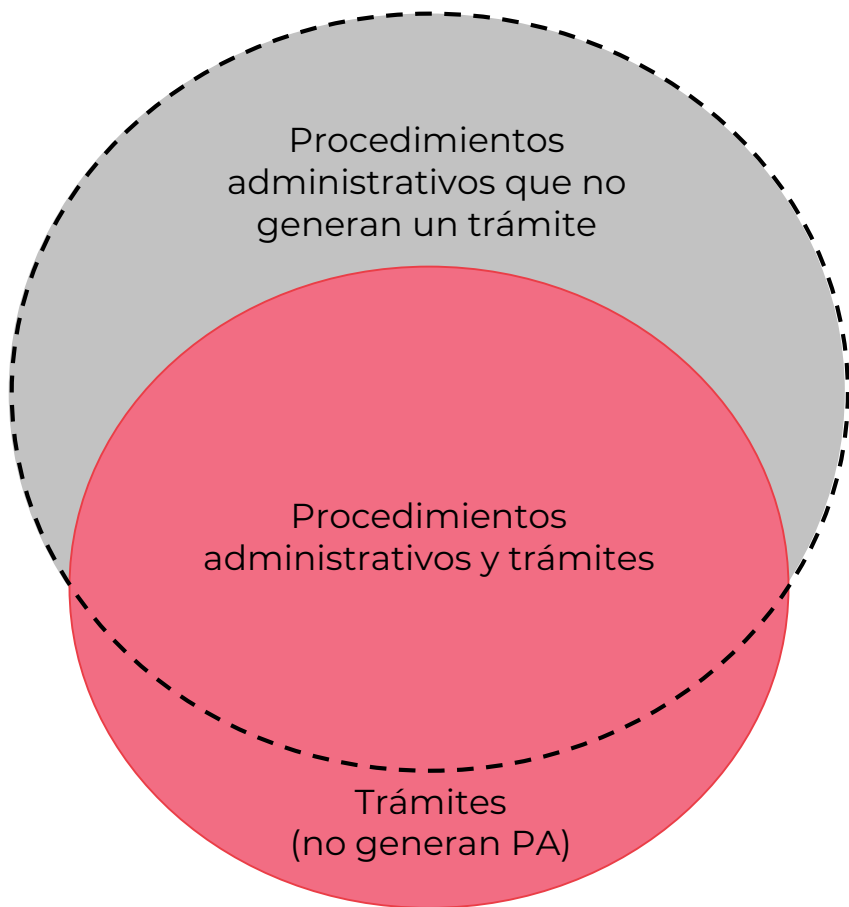 Procedimientos
administrativos que no
generan un trámite
Procedimientos
administrativos y trámites
Trámites
(no generan PA)